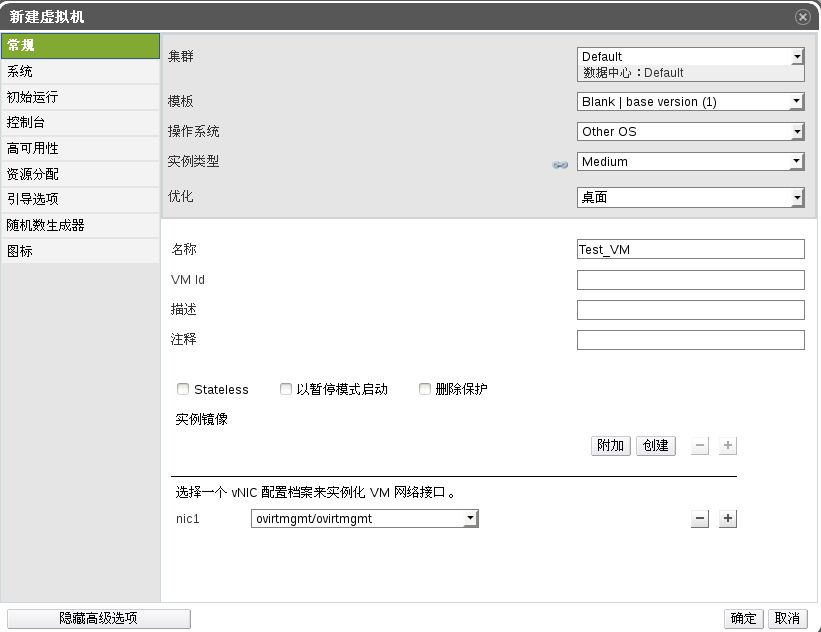 新建虚拟机
常规
系统
初始运行
控制台
高可用性
资源分配
引导选项
随机数生成器
图标
集群 Default
数据中心：Default
模板 Blank | base version (1)
操作系统 Other OS
实例类型 Medium
优化 桌面
名称 Test_VM
VM Id
描述
注释
Stateless 以暂停模式启动 删除保护
实例镜像
附加 创建 − +
选择一个 vNIC 配置档案来实例化 VM 网络接口。
nic1 ovirtmgmt/ovirtmgmt − +
隐藏高级选项 确定 取消